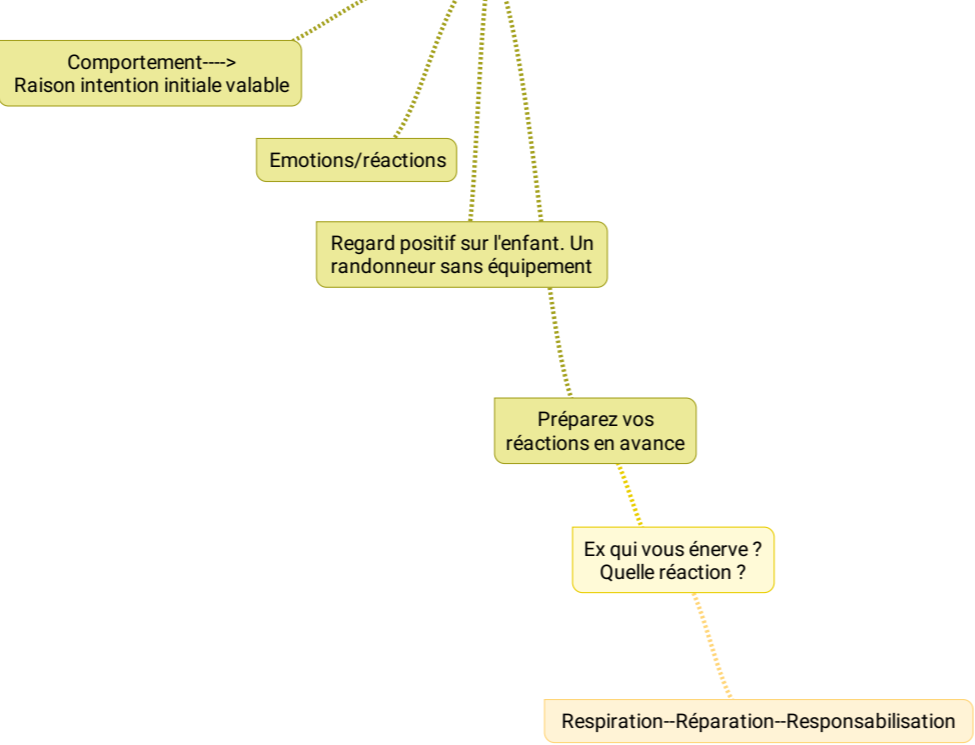 Comportement---->
Raison intention initiale valable
Emotions/réactions
Regard positif sur l'enfant. Un
randonneur sans équipement
Préparez vos
réactions en avance
Ex qui vous énerve ?
Quelle réaction ?
Respiration--Réparation--Responsabilisation